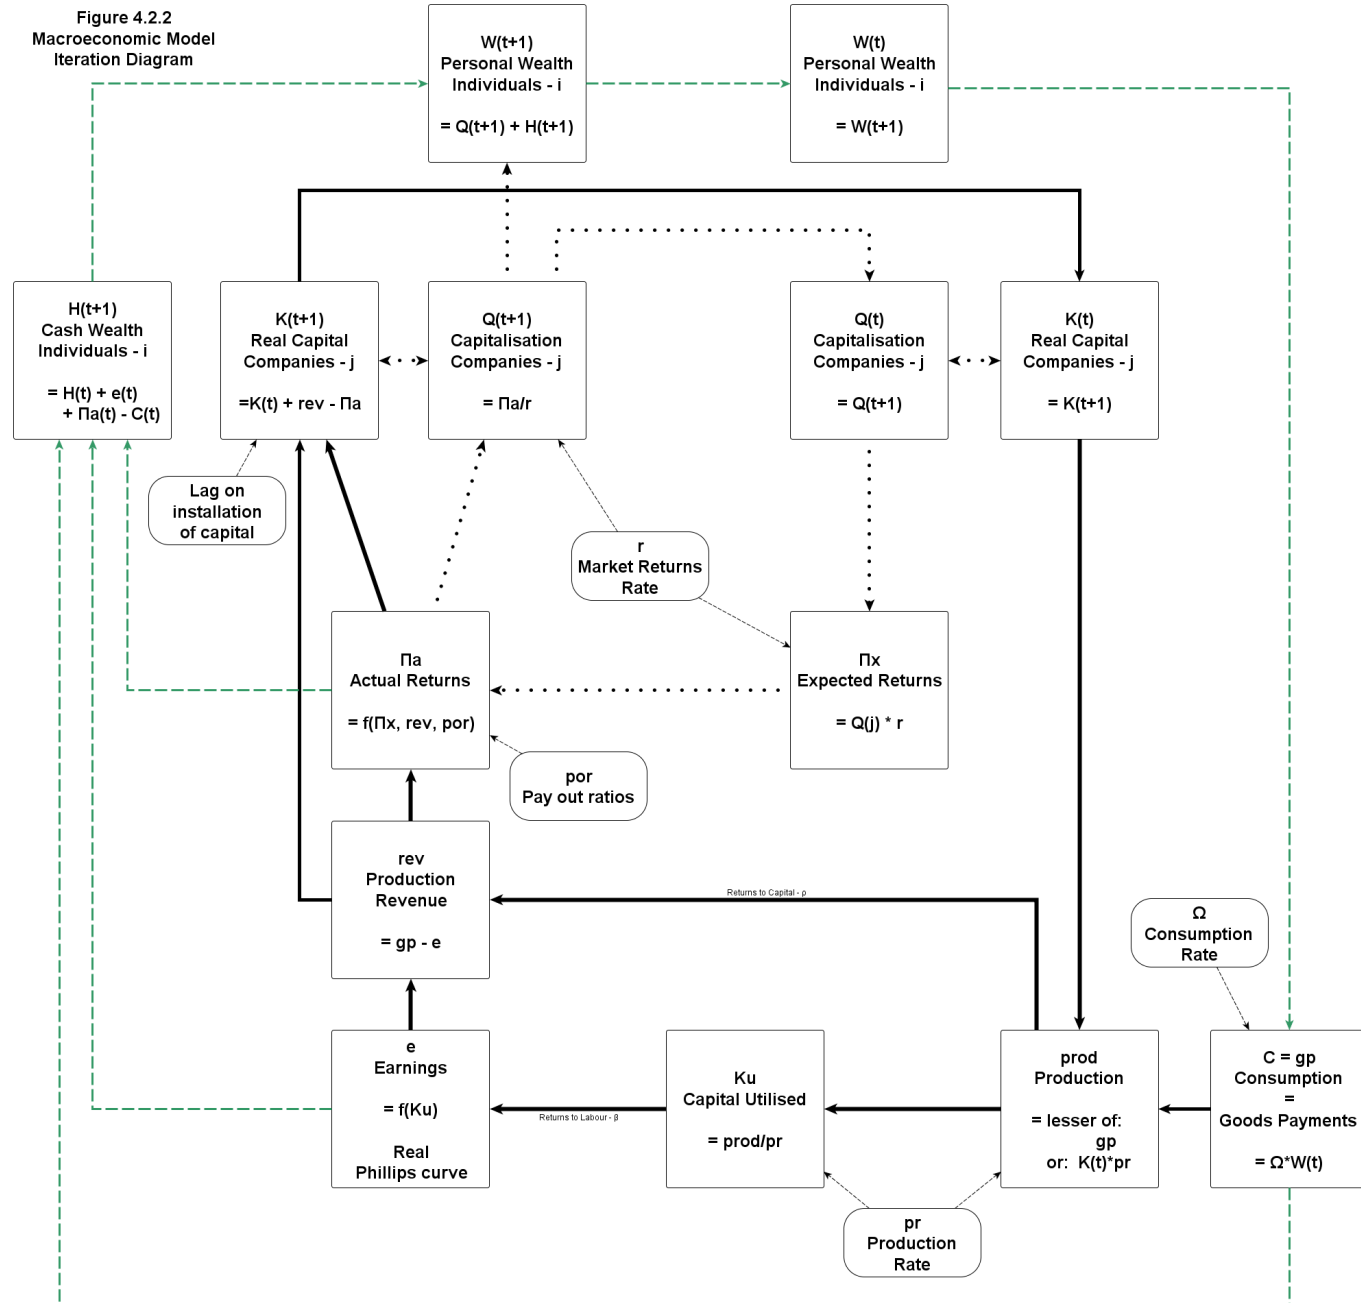 Figure 4.2.2
Macroeconomic Model
Iteration Diagram
W(t+1)
Personal Wealth
Individuals - i
= Q(t+1) + H(t+1)
W(t)
Personal Wealth
Individuals - i
= W(t+1)
H(t+1)
Cash Wealth
Individuals - i
= H(t) + e(t)
+ Πa(t) - C(t)
K(t+1)
Real Capital
Companies - j
=K(t) + rev - Πa
Q(t+1)
Capitalisation
Companies - j
= Πa/r
Q(t)
Capitalisation
Companies - j
= Q(t+1)
K(t)
Real Capital
Companies - j
= K(t+1)
Lag on
installation
of capital
r
Market Returns
Rate
Πa
Actual Returns
= f(Πx, rev, por)
Πx
Expected Returns
= Q(j) * r
por
Pay out ratios
rev
Production
Revenue
= gp - e
Returns to Capital - ρ
Ω
Consumption
Rate
e
Earnings
= f(Ku)
Real
Phillips curve
Returns to Labour - β
Ku
Capital Utilised
= prod/pr
prod
Production
= lesser of:
gp
or: K(t)*pr
C = gp
Consumption
=
Goods Payments
= Ω*W(t)
pr
Production
Rate